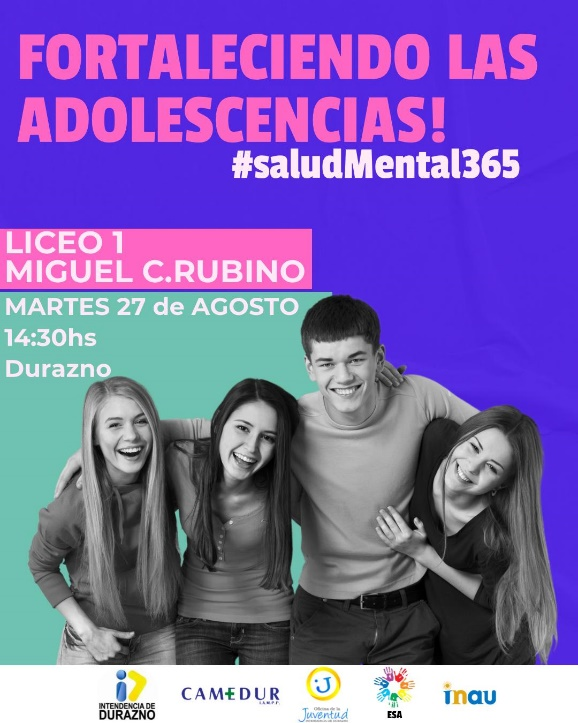 FORTALECIENDO LAS
ADOLESCENCIAS!
#saludMental365
LICEO 1
MIGUEL C.RUBINO
MARTES 27 de AGOSTO
14:30hs
Durazno
INTENDENCIA DE
DURAZNO
CAMEDUR
I.A.M.P.P.
Oficina de la
Juventud
ESA
inau